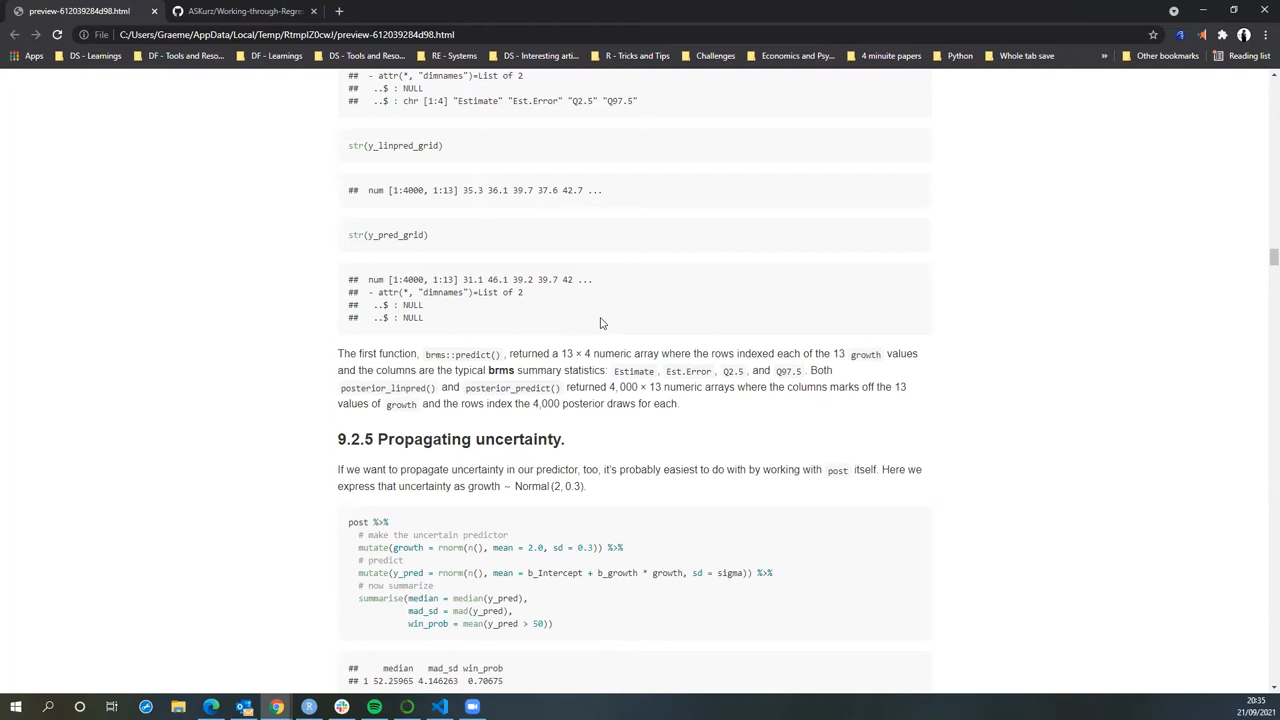 preview-612039284d98.html
ASKurz/Working-through-Regre
File C:/Users/Graeme/AppData/Local/Temp/RtmpIZ0cwJ/preview-612039284d98.html
Apps DS - Learnings DF - Tools and Reso... DF - Learnings DS - Tools and Reso... RE - Systems DS - Interesting arti... R - Tricks and Tips Challenges Economics and Psy... 4 minuite papers Python Whole tab save » Other bookmarks Reading list
## - attr(*, "dimnames")=List of 2
## ..$ : NULL
## ..$ : chr [1:4] "Estimate" "Est.Error" "Q2.5" "Q97.5"
str(y_linpred_grid)
## num [1:4000, 1:13] 35.3 36.1 39.7 37.6 42.7 ...
str(y_pred_grid)
## num [1:4000, 1:13] 31.1 46.1 39.2 39.7 42 ...
## - attr(*, "dimnames")=List of 2
## ..$ : NULL
## ..$ : NULL
The first function, brms::predict(), returned a 13 × 4 numeric array where the rows indexed each of the 13 growth values
and the columns are the typical brms summary statistics: Estimate, Est.Error, Q2.5, and Q97.5. Both
posterior_linpred() and posterior_predict() returned 4,000 × 13 numeric arrays where the columns marks off the 13
values of growth and the rows index the 4,000 posterior draws for each.
9.2.5 Propagating uncertainty.
If we want to propagate uncertainty in our predictor, too, it's probably easiest to do with by working with post itself. Here we
express that uncertainty as growth ~ Normal(2, 0.3).
post %>%
# make the uncertain predictor
mutate(growth = rnorm(n(), mean = 2.0, sd = 0.3)) %>%
# predict
mutate(y_pred = rnorm(n(), mean = b_Intercept + b_growth * growth, sd = sigma)) %>%
# now summarize
summarise(median = median(y_pred),
mad_sd = mad(y_pred),
win_prob = mean(y_pred > 50))
## median mad_sd win_prob
## 1 52.25965 4.146263 0.70675
20:35
21/09/2021